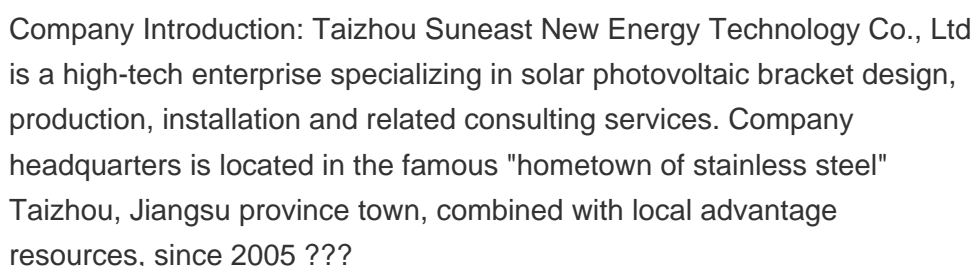 Company Introduction: Taizhou Suneast New Energy Technology Co., Ltd
is a high-tech enterprise specializing in solar photovoltaic bracket design,
production, installation and related consulting services. Company
headquarters is located in the famous "hometown of stainless steel"
Taizhou, Jiangsu province town, combined with local advantage
resources, since 2005 ???